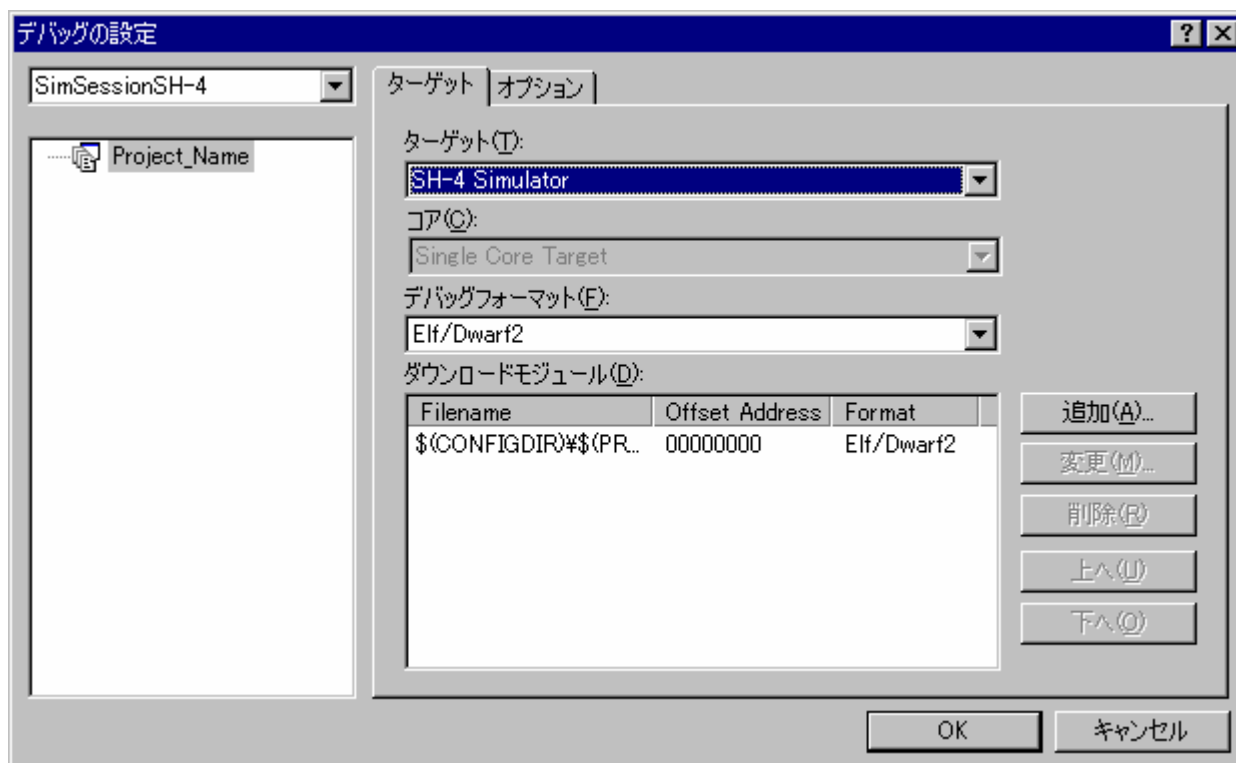 デバッグの設定
SimSessionSH-4
Project_Name
ターゲット
オプション
ターゲット(T):
SH-4 Simulator
コア(C):
Single Core Target
デバッグフォーマット(F):
Elf/Dwarf2
ダウンロードモジュール(D):
Filename Offset Address Format
$(CONFIGDIR)¥$(PR... 00000000 Elf/Dwarf2
追加(A)...
変更(M)...
削除(R)
上へ(U)
下へ(O)
OK
キャンセル